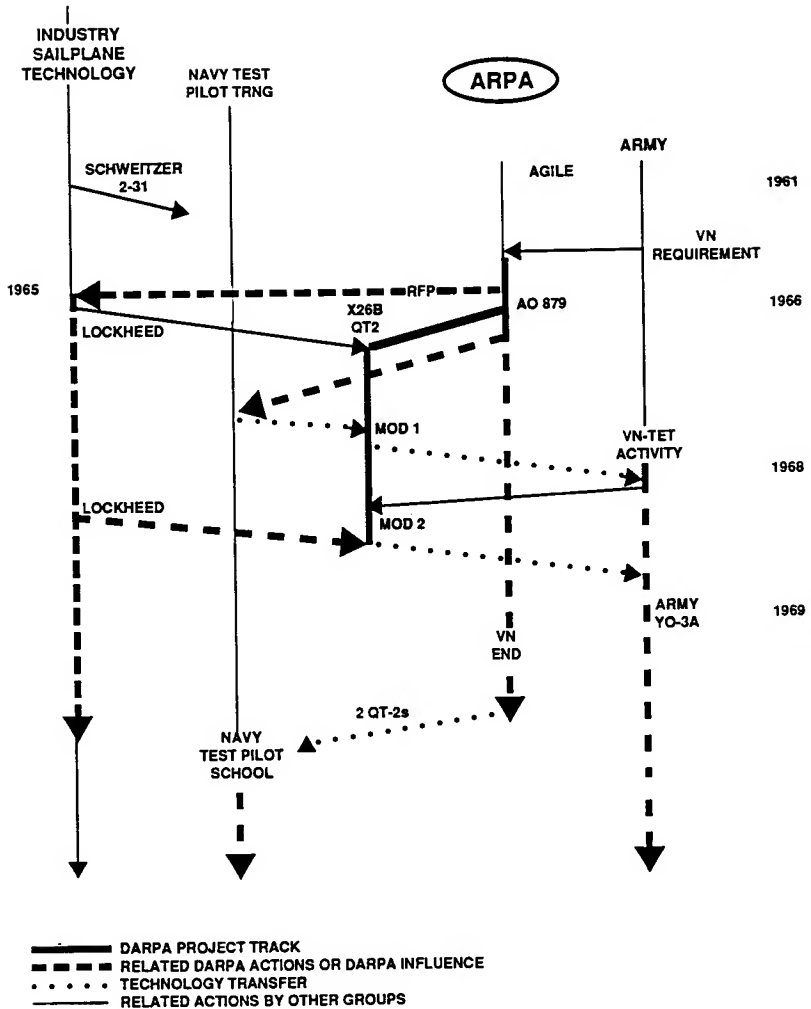 INDUSTRY
SAILPLANE
TECHNOLOGY
NAVY TEST
PILOT TRNG
ARPA
ARMY
SCHWEITZER
2-31
AGILE
1961
VN
REQUIREMENT
1965
RFP
X26B
QT2
AO 879
1966
LOCKHEED
MOD 1
VN-TET
ACTIVITY
1968
LOCKHEED
MOD 2
ARMY
YO-3A
1969
VN
END
2 QT-2s
NAVY
TEST PILOT
SCHOOL
DARPA PROJECT TRACK
RELATED DARPA ACTIONS OR DARPA INFLUENCE
TECHNOLOGY TRANSFER
RELATED ACTIONS BY OTHER GROUPS